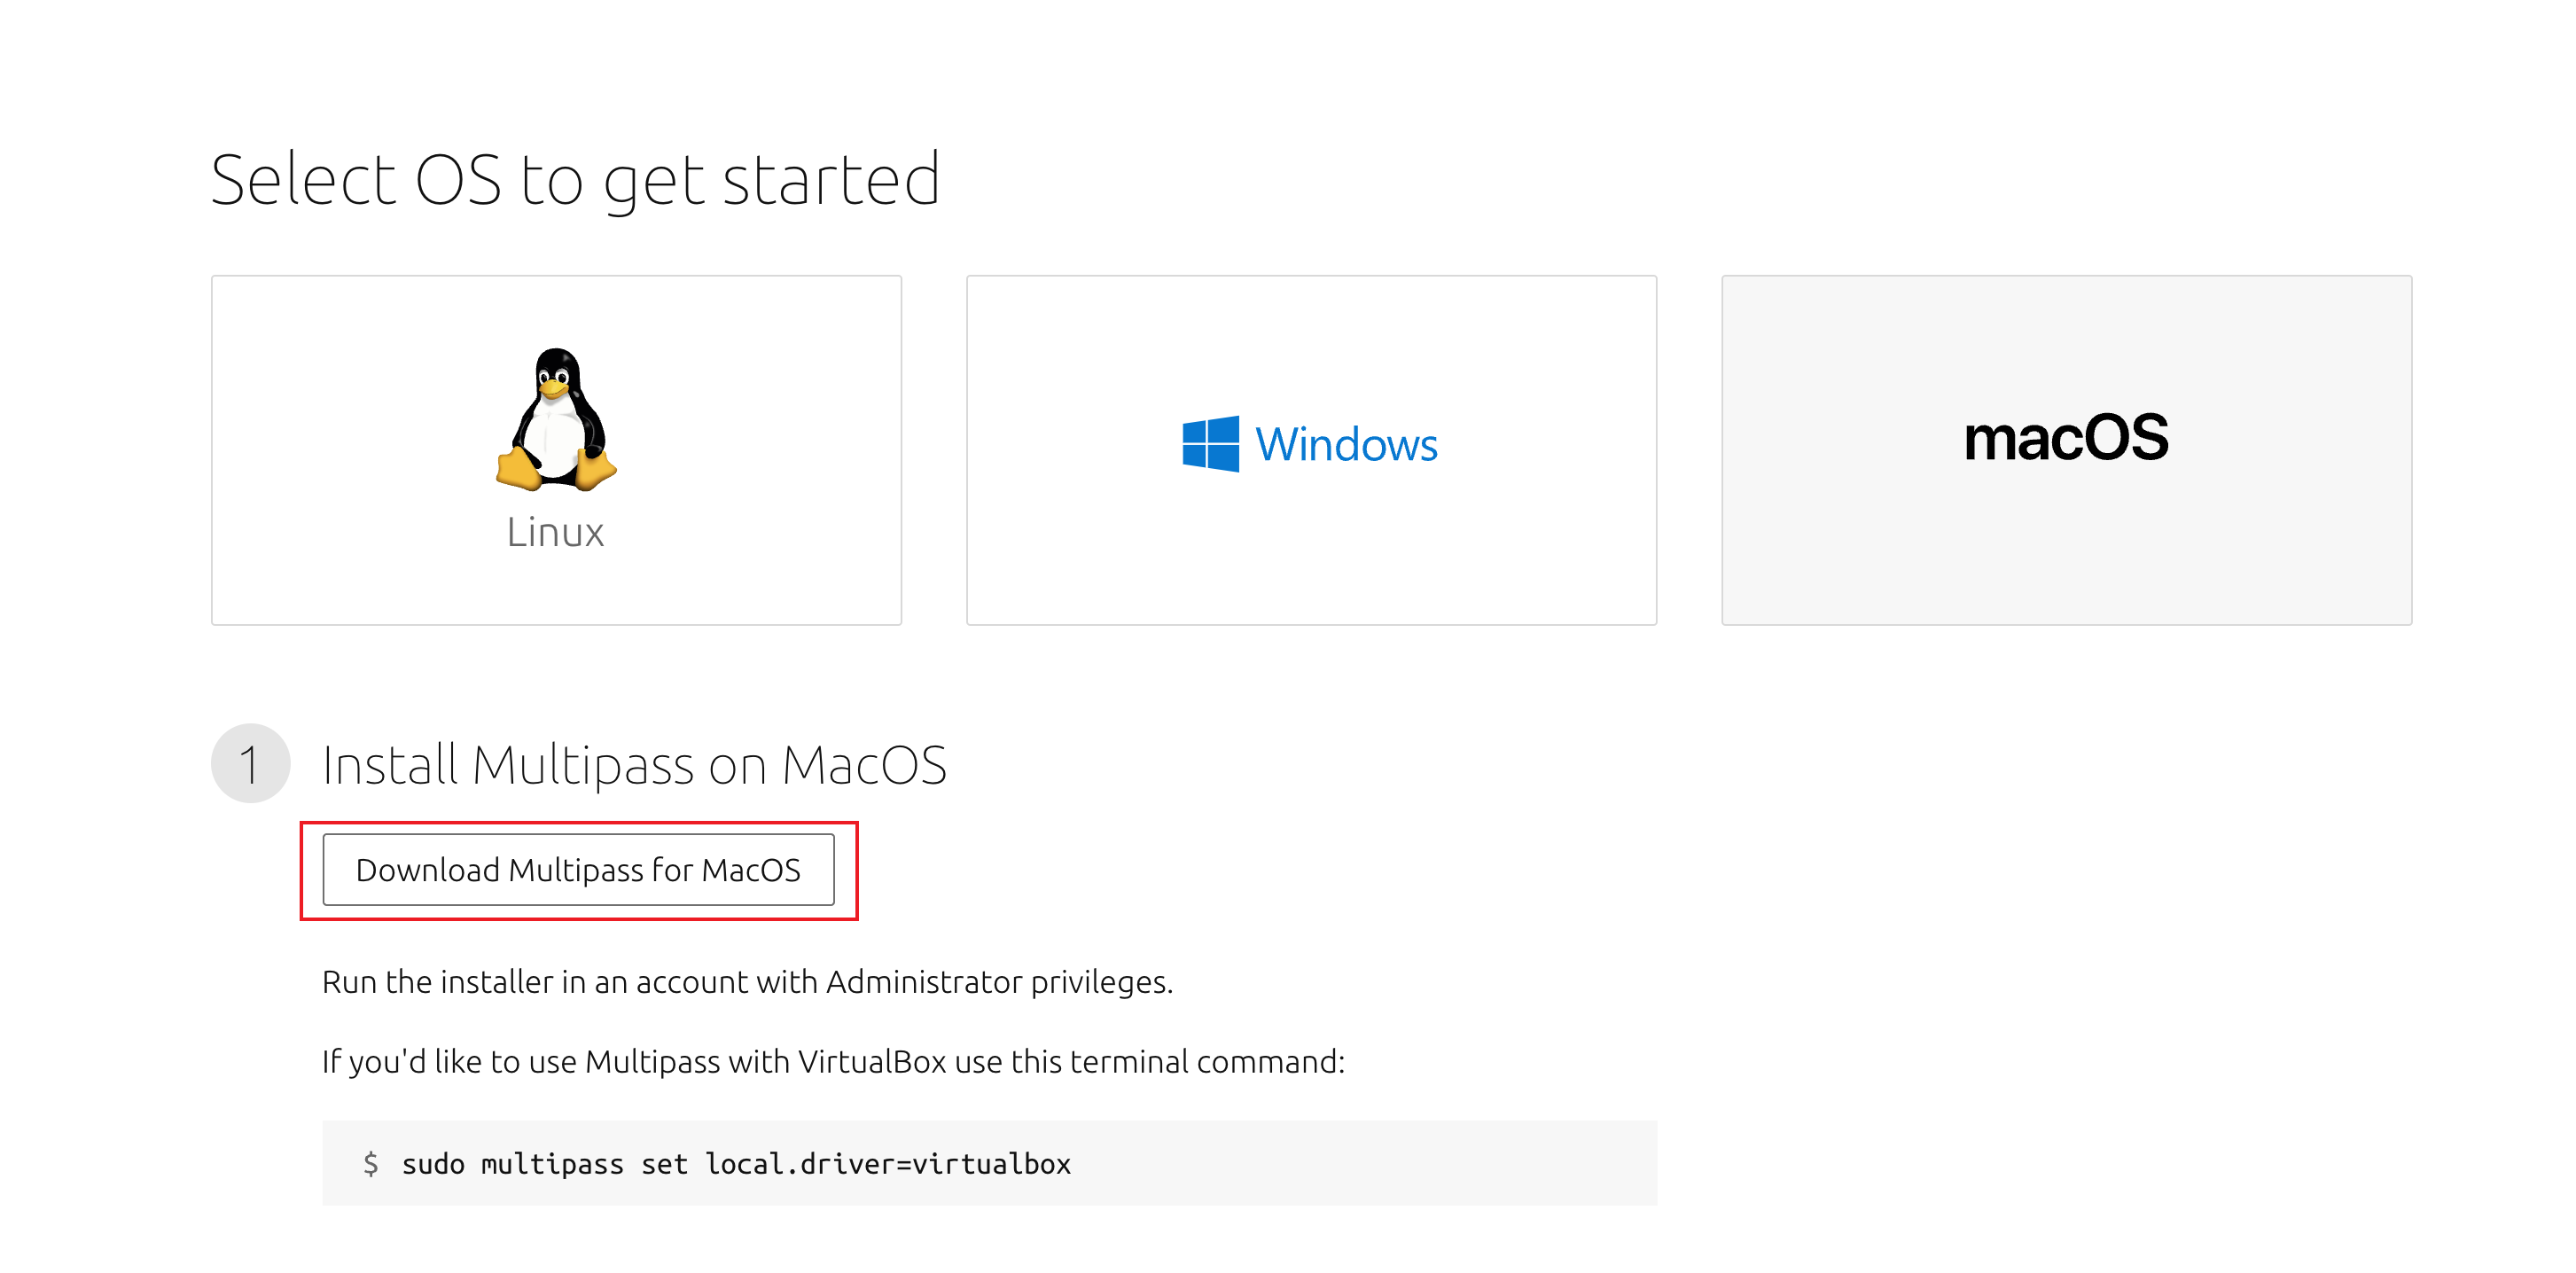 Select OS to get started
Linux
Windows
macOS
1
Install Multipass on MacOS
Download Multipass for MacOS
Run the installer in an account with Administrator privileges.
If you'd like to use Multipass with VirtualBox use this terminal command:
$ sudo multipass set local.driver=virtualbox